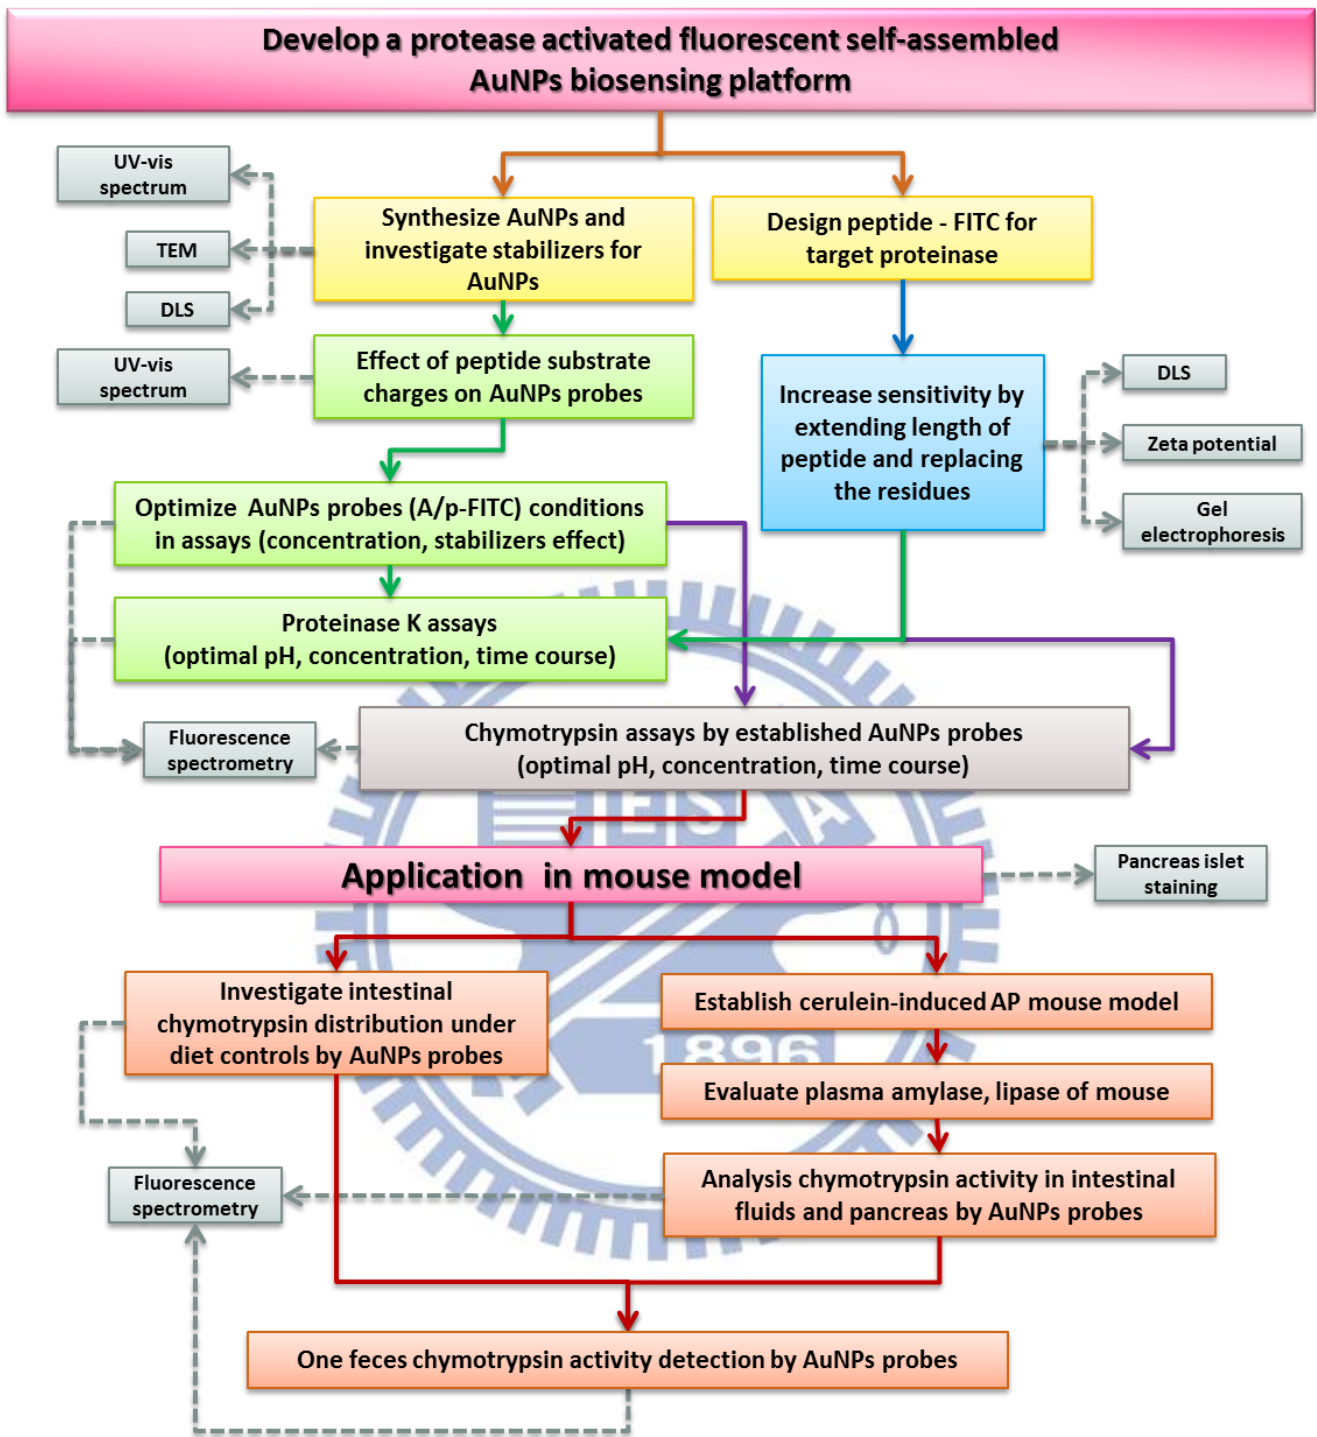 Develop a protease activated fluorescent self-assembled
AuNPs biosensing platform
UV-vis
spectrum
TEM
DLS
Synthesize AuNPs and
investigate stabilizers for
AuNPs
Design peptide - FITC for
target proteinase
UV-vis
spectrum
Effect of peptide substrate
charges on AuNPs probes
Increase sensitivity by
extending length of
peptide and replacing
the residues
DLS
Zeta potential
Gel
electrophoresis
Optimize AuNPs probes (A/p-FITC) conditions
in assays (concentration, stabilizers effect)
Proteinase K assays
(optimal pH, concentration, time course)
Fluorescence
spectrometry
Chymotrypsin assays by established AuNPs probes
(optimal pH, concentration, time course)
E S A
Application in mouse model
Pancreas islet
staining
Investigate intestinal
chymotrypsin distribution under
diet controls by AuNPs probes
Establish cerulein-induced AP mouse model
1896
Evaluate plasma amylase, lipase of mouse
Fluorescence
spectrometry
Analysis chymotrypsin activity in intestinal
fluids and pancreas by AuNPs probes
One feces chymotrypsin activity detection by AuNPs probes